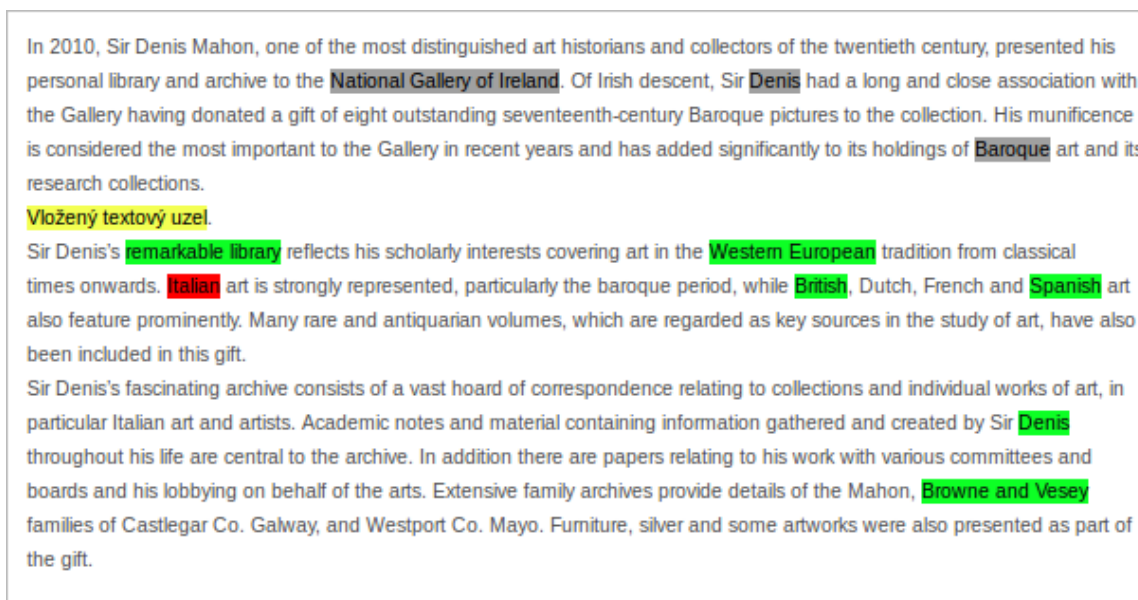 In 2010, Sir Denis Mahon, one of the most distinguished art historians and collectors of the twentieth century, presented his
personal library and archive to the National Gallery of Ireland. Of Irish descent, Sir Denis had a long and close association with
the Gallery having donated a gift of eight outstanding seventeenth-century Baroque pictures to the collection. His munificence
is considered the most important to the Gallery in recent years and has added significantly to its holdings of Baroque art and its
research collections.
Vložený textový uzel.
Sir Denis's remarkable library reflects his scholarly interests covering art in the Western European tradition from classical
times onwards. Italian art is strongly represented, particularly the baroque period, while British, Dutch, French and Spanish art
also feature prominently. Many rare and antiquarian volumes, which are regarded as key sources in the study of art, have also
been included in this gift.
Sir Denis's fascinating archive consists of a vast hoard of correspondence relating to collections and individual works of art, in
particular Italian art and artists. Academic notes and material containing information gathered and created by Sir Denis
throughout his life are central to the archive. In addition there are papers relating to his work with various committees and
boards and his lobbying on behalf of the arts. Extensive family archives provide details of the Mahon, Browne and Vesey
families of Castlegar Co. Galway, and Westport Co. Mayo. Furniture, silver and some artworks were also presented as part of
the gift.